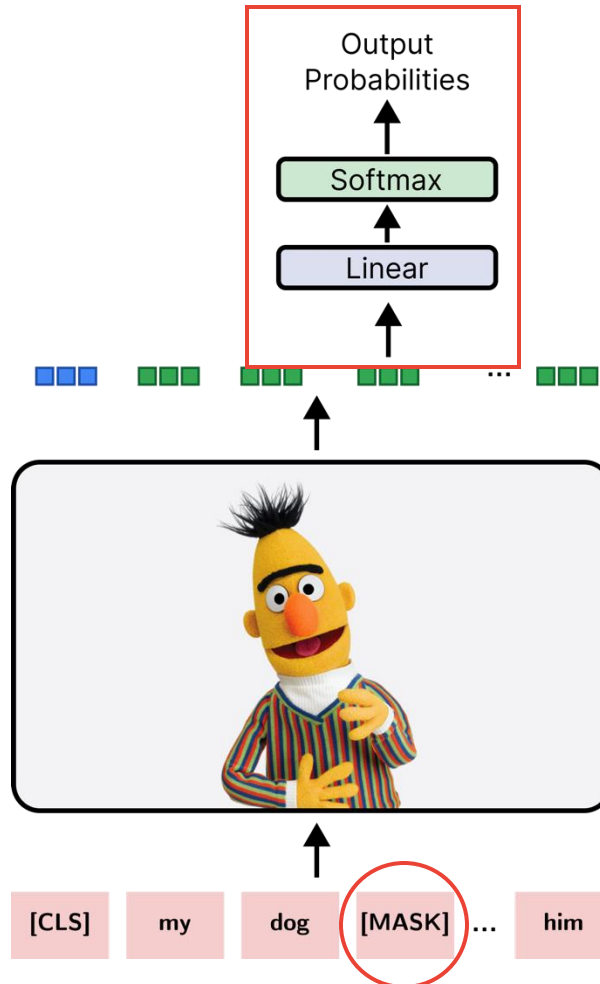 Output
Probabilities
Softmax
Linear
...
[CLS] my dog [MASK] ... him